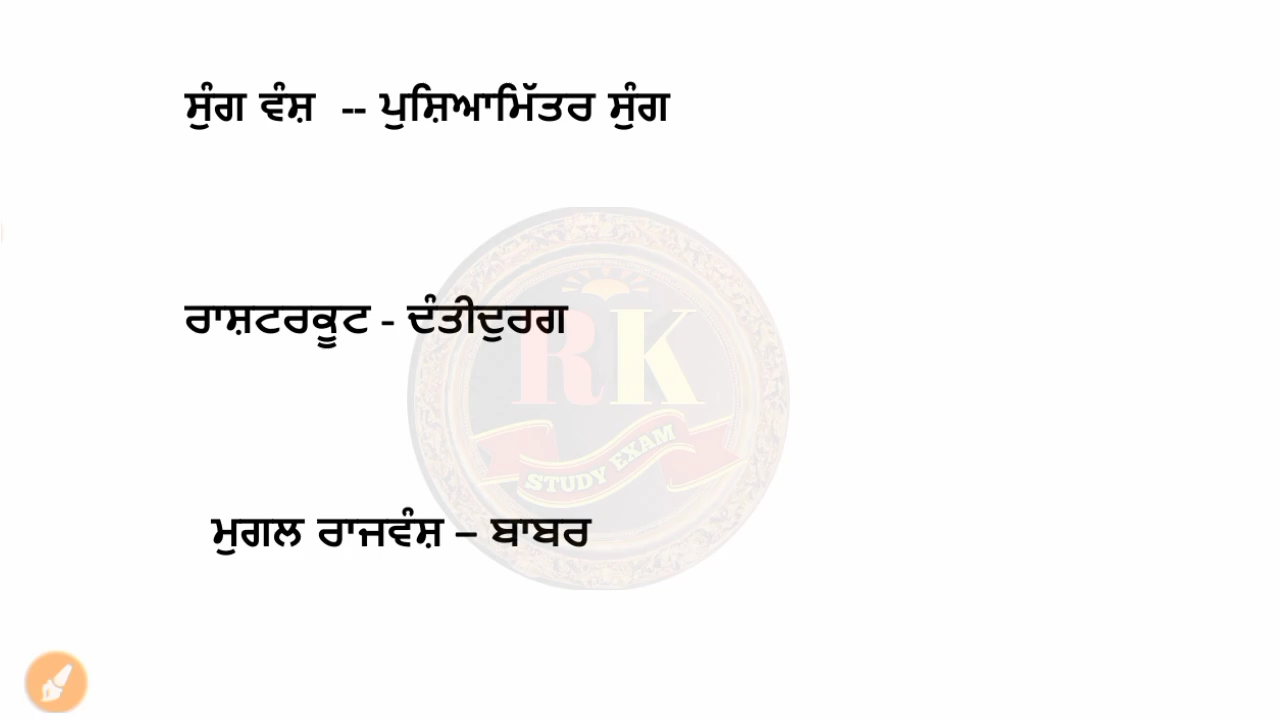 ਸੁੰਗ ਵੰਸ਼ -- ਪੁਸ਼ਿਆਮਿੱਤਰ ਸੁੰਗ
ਰਾਸ਼ਟਰਕੂਟ - ਦੰਤੀਦੁਰਗ
RK
STUDY EXAM
ਮੁਗਲ ਰਾਜਵੰਸ਼ – ਬਾਬਰ